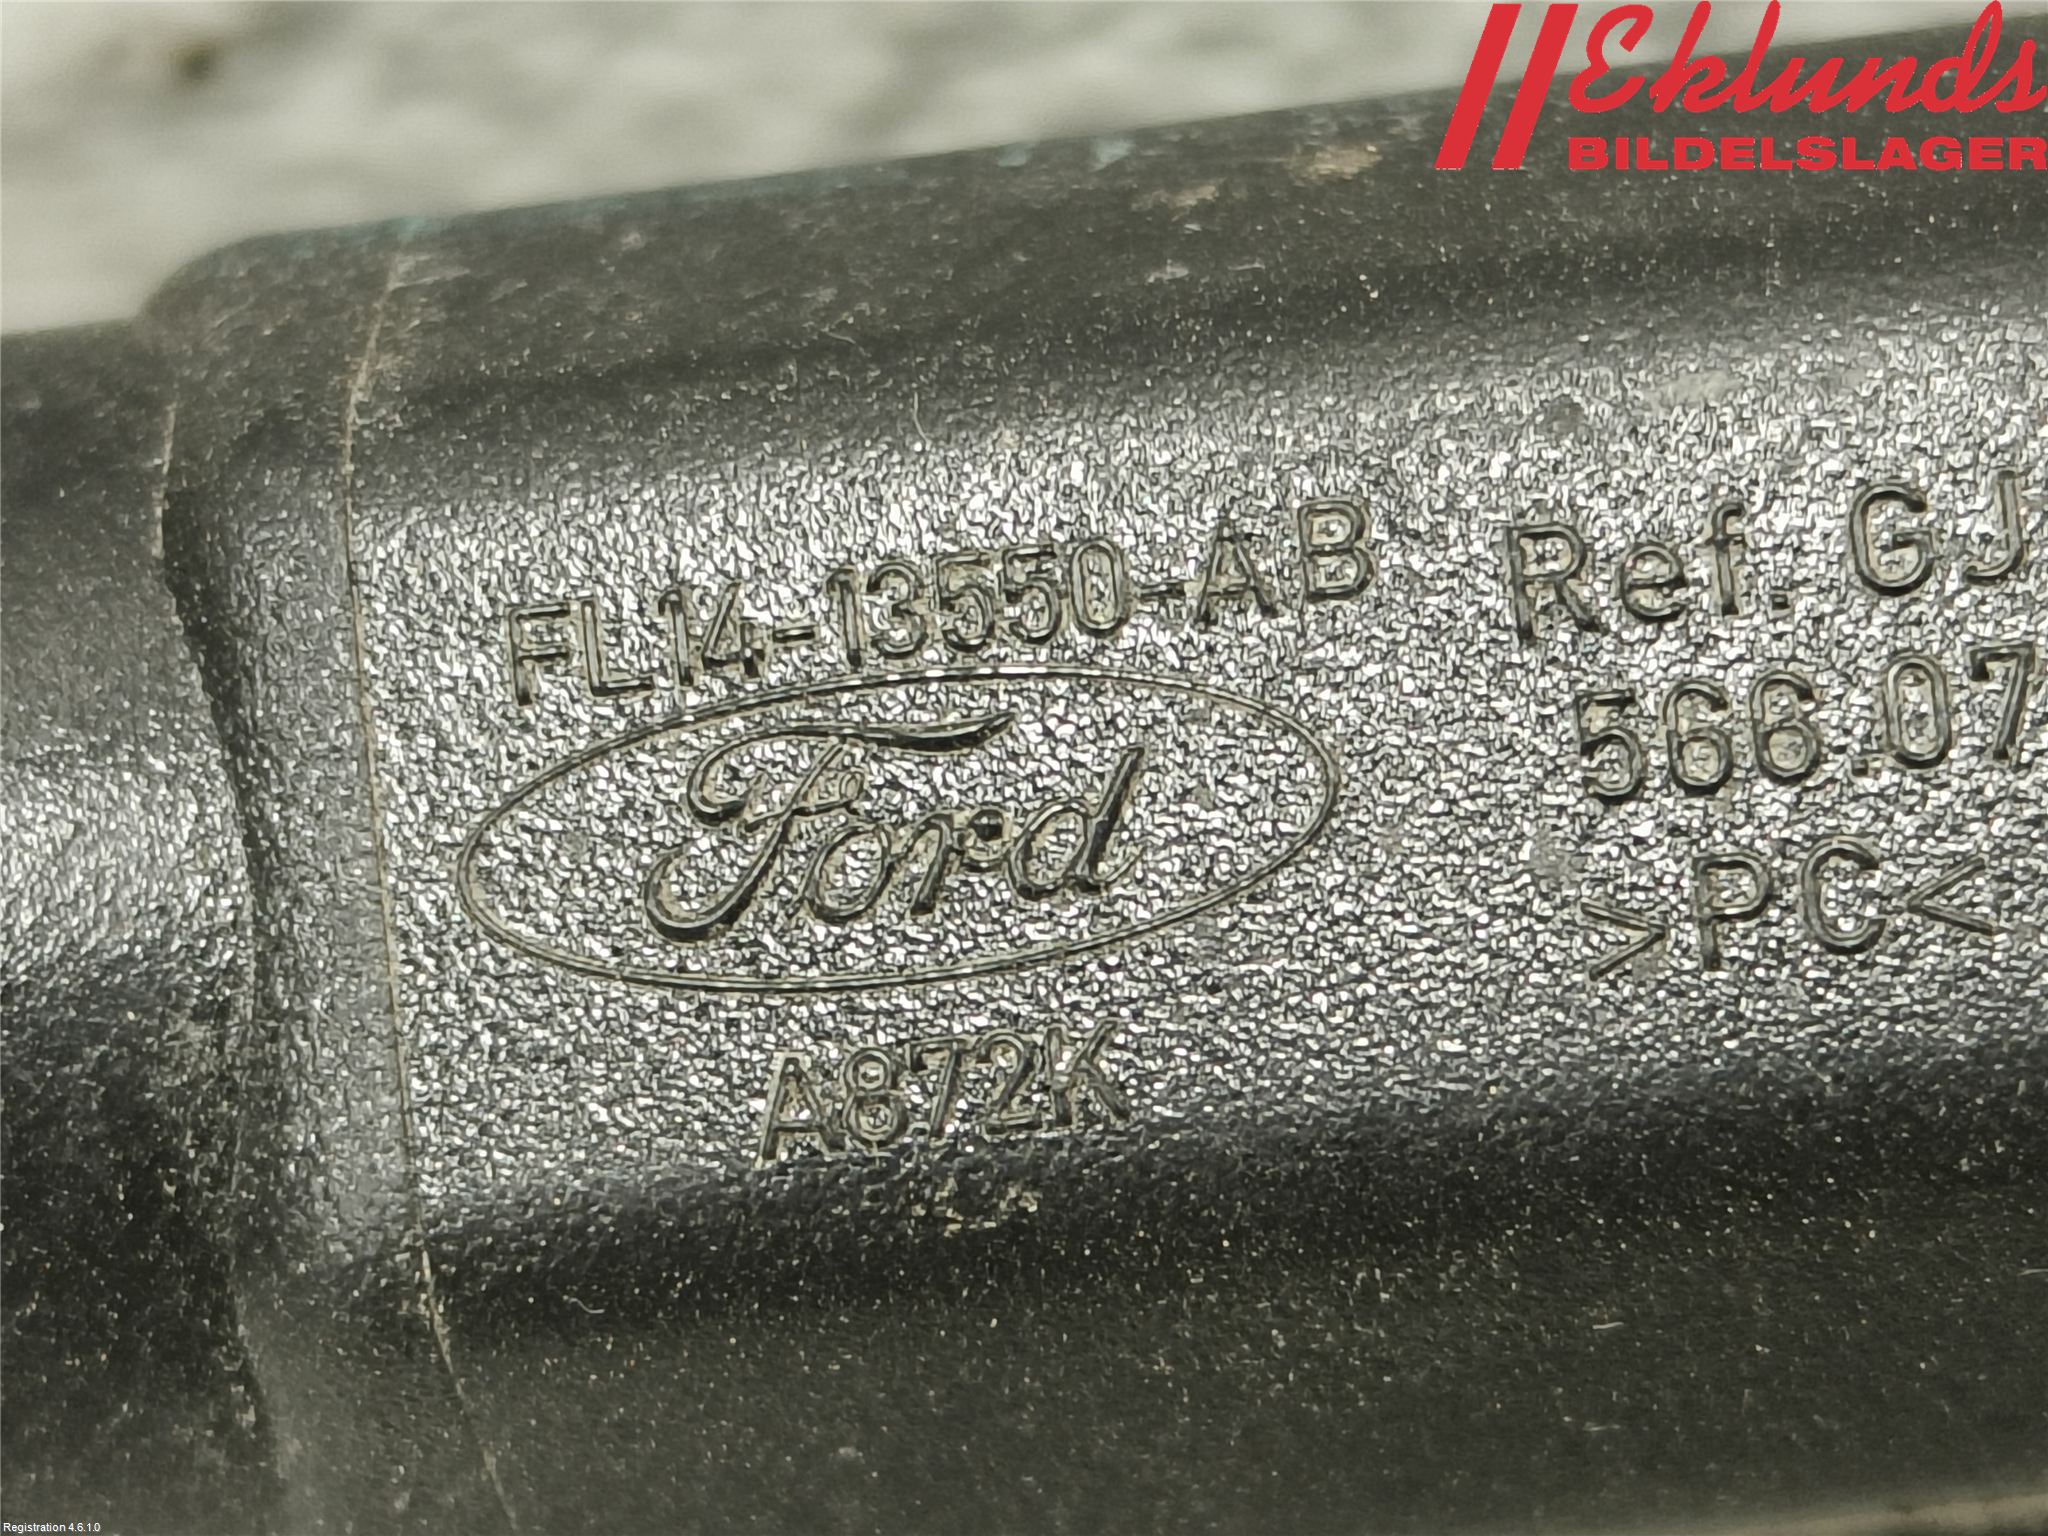 Eklunds
BILDELSLAGER
FL14-13550-AB
Ford
A872K
Ref. GJ
566.07
>PC<
Registration 4.6.1.0